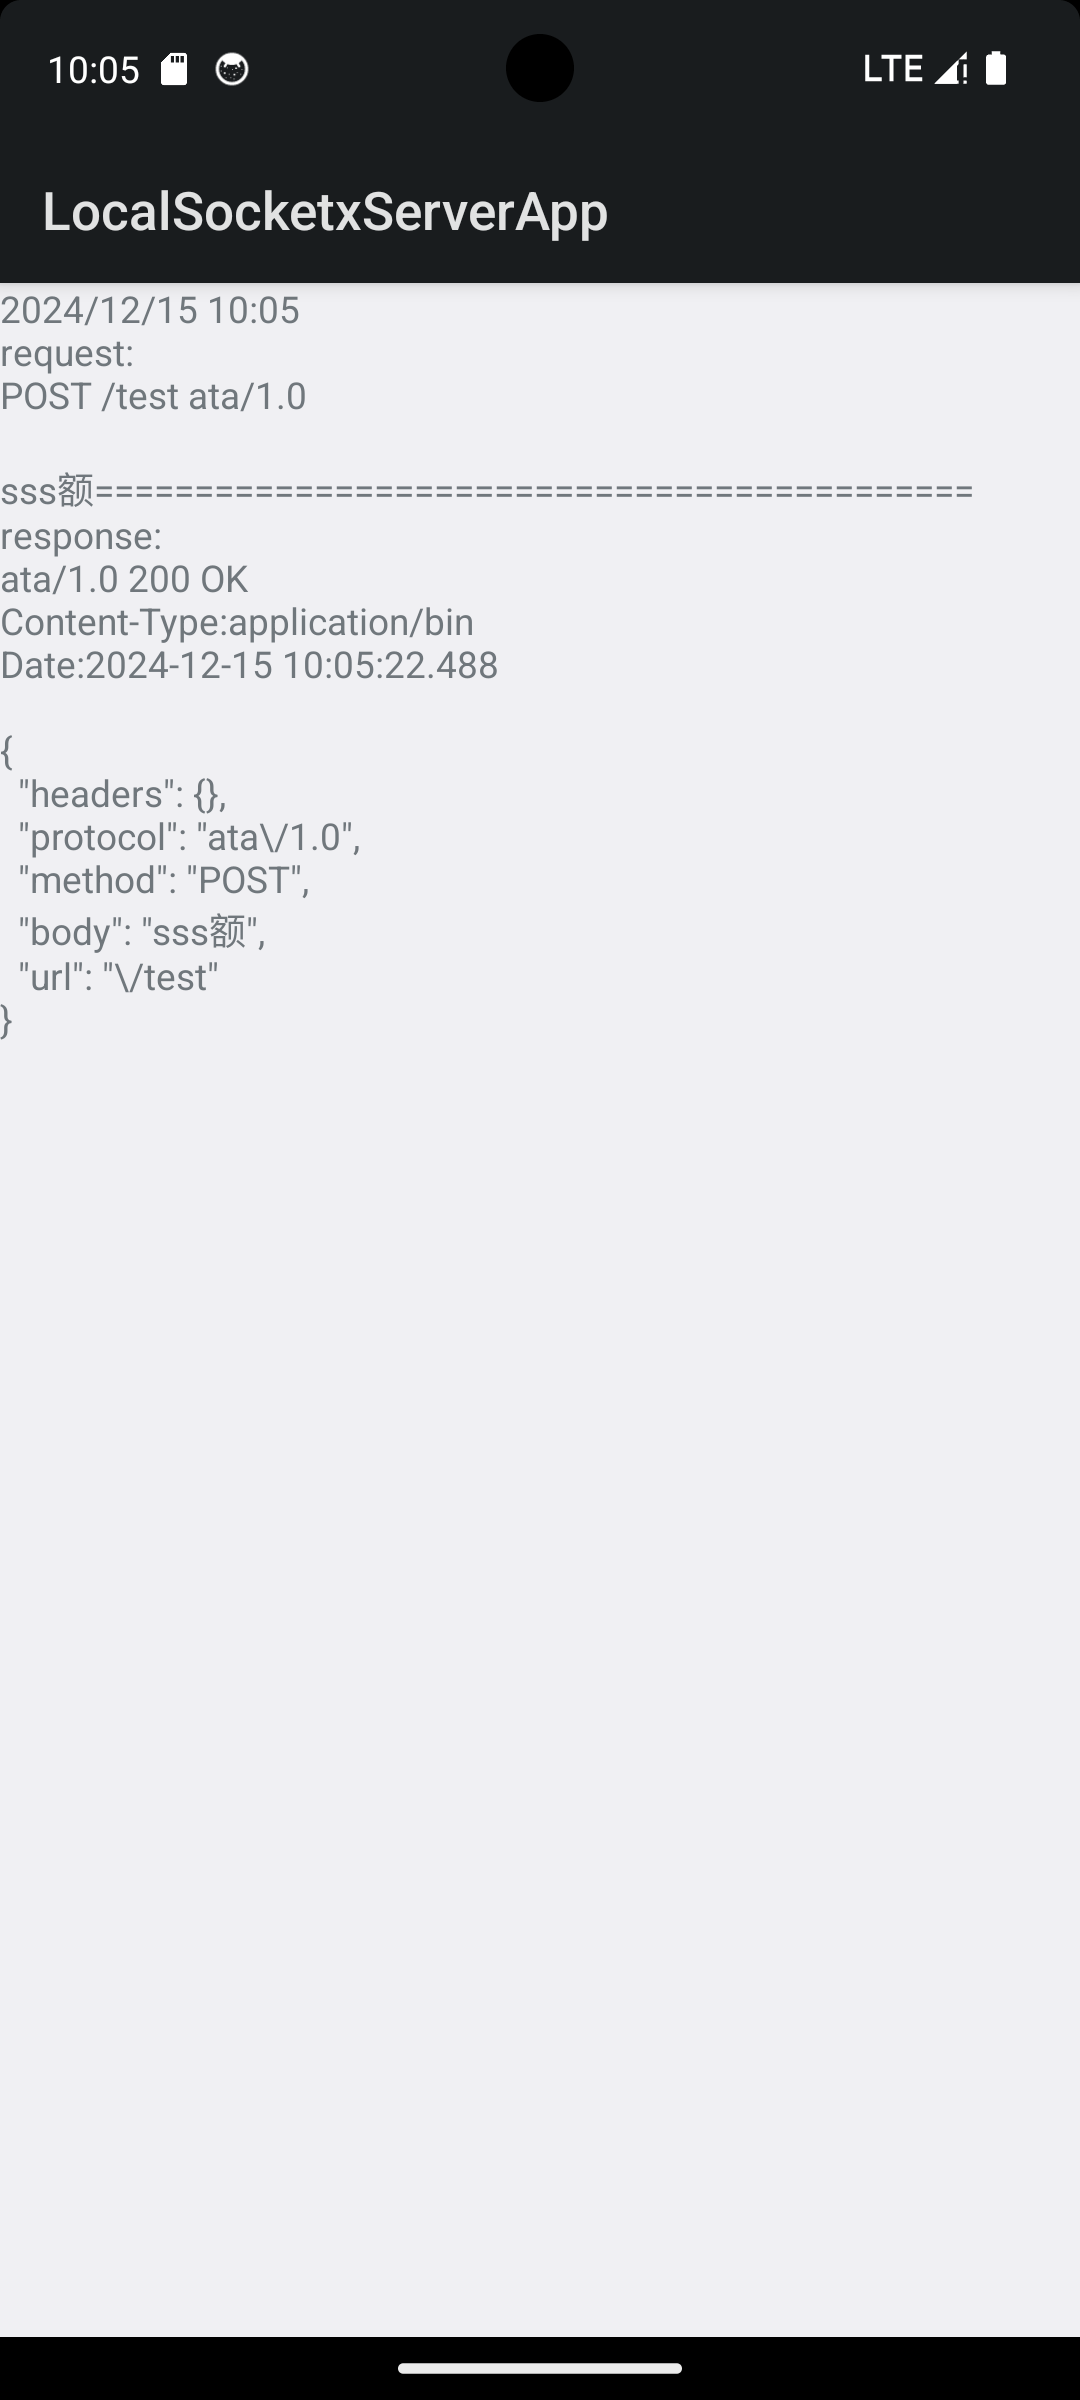 10:05
LTE
LocalSocketxServerApp
2024/12/15 10:05
request:
POST /test ata/1.0
sss额============================================
response:
ata/1.0 200 OK
Content-Type:application/bin
Date:2024-12-15 10:05:22.488
{
  "headers": {},
  "protocol": "ata\/1.0",
  "method": "POST",
  "body": "sss额",
  "url": "\/test"
}